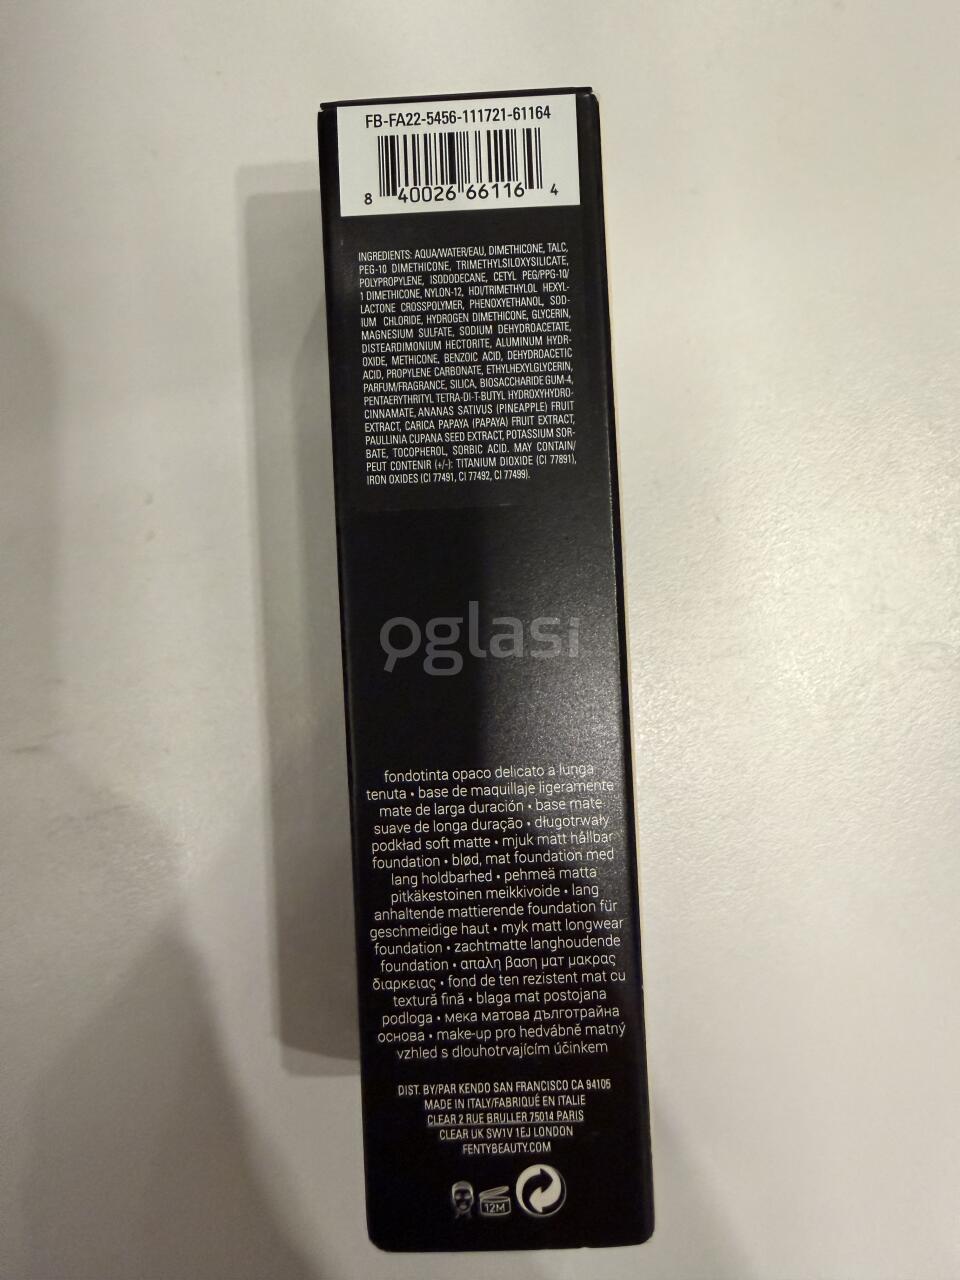 FB-FA22-5456-111721-61164
8 40026 66116 4
INGREDIENTS: AQUA/WATER/EAU, DIMETHICONE, TALC,
PEG-10 DIMETHICONE, TRIMETHYLSILOXYSILICATE,
POLYPROPYLENE, ISODODECANE, CETYL PEG/PPG-10/
1 DIMETHICONE, NYLON-12, HDI/TRIMETHYLOL HEXYL-
LACTONE CROSSPOLYMER, PHENOXYETHANOL, SOD-
IUM CHLORIDE, HYDROGEN DIMETHICONE, GLYCERIN,
MAGNESIUM SULFATE, SODIUM DEHYDROACETATE,
DISTEARDIMONIUM HECTORITE, ALUMINUM HYDR-
OXIDE, METHICONE, BENZOIC ACID, DEHYDROACETIC
ACID, PROPYLENE CARBONATE, ETHYLHEXYLGLYCERIN,
PARFUM/FRAGRANCE, SILICA, BIOSACCHARIDE GUM-4,
PENTAERYTHRITYL TETRA-DI-T-BUTYL HYDROXYHYDRO-
CINNAMATE, ANANAS SATIVUS (PINEAPPLE) FRUIT
EXTRACT, CARICA PAPAYA (PAPAYA) FRUIT EXTRACT,
PAULLINIA CUPANA SEED EXTRACT, POTASSIUM SOR-
BATE, TOCOPHEROL, SORBIC ACID. MAY CONTAIN/
PEUT CONTENIR (+/-): TITANIUM DIOXIDE (CI 77891),
IRON OXIDES (CI 77491, CI 77492, CI 77499).
oglasi
fondotinta opaco delicato a lunga
tenuta • base de maquillaje ligeramente
mate de larga duración • base mate
suave de longa duração • długotrwały
podkład soft matte • mjuk matt hållbar
foundation • blød, mat foundation med
lang holdbarhed • pehmeä matta
pitkäkestoinen meikkivoide • lang
anhaltende mattierende foundation für
geschmeidige haut • myk matt longwear
foundation • zachtmatte langhoudende
foundation • απαλη βαση ματ μακρας
διαρκειας • fond de ten rezistent mat cu
textură fină • blaga mat postojana
podloga • мека матова дълготрайна
основа • make-up pro hedvábně matný
vzhled s dlouhotrvajícím účinkem
DIST. BY/PAR KENDO SAN FRANCISCO CA 94105
MADE IN ITALY/FABRIQUÉ EN ITALIE
CLEAR 2 RUE BRULLER 75014 PARIS
CLEAR UK SW1V 1EJ LONDON
FENTYBEAUTY.COM
12M